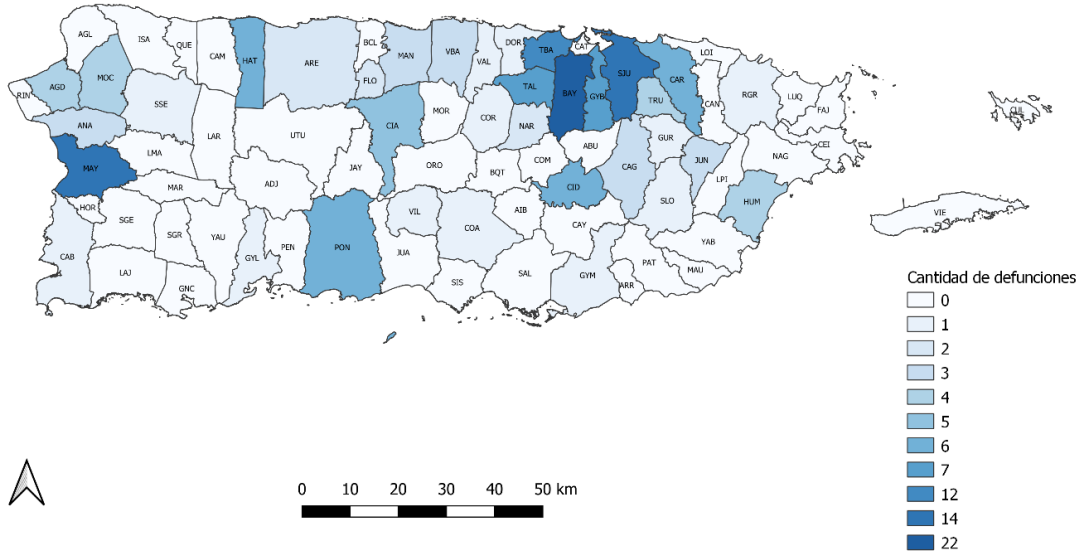 AGL
ISA
QUE
CAM
HAT
ARE
BCL
MAN
VBA
VAL
DOR
TBA
CAT
SJU
LOI
RIN
AGD
MOC
SSE
FLO
TAL
BAY
GYB
TRU
CAR
CAN
RGR
LUQ
FAJ
CUL
ANA
LAR
UTU
CIA
MOR
COR
NAR
ABU
GUR
CEI
MAY
LMA
MAR
ADJ
JAY
ORO
BQT
COM
CID
CAG
JUN
LPI
NAG
HOR
SGE
SGR
YAU
GYL
PEN
PON
JUA
VIL
COA
AIB
CAY
SLO
HUM
VIE
CAB
LAJ
GNC
SIS
SAL
GYM
ARR
PAT
MAU
YAB
Cantidad de defunciones
0
1
2
3
4
5
6
7
12
14
22
0 10 20 30 40 50 km